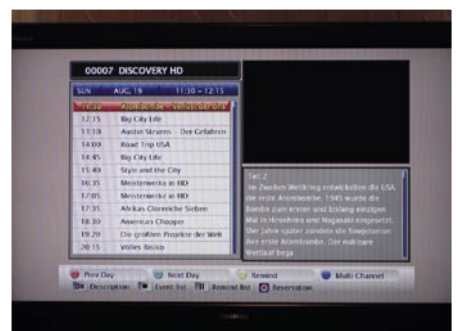 00007 DISCOVERY HD
SUN AUG, 19 11:30 – 12:15
11:30 Atombombe –
12:15 Big City Life
13:10 Austin Stevens – Der Gefahren
14:00 Road Trip USA
14:45 Big City Life
15:40 Style and the City
16:35 Meisterwerke in HD
17:05 Meisterwerke in HD
17:35 Afrikas Glorreiche Sieben
18:30 American Chopper
19:20 Die größten Projekte der Welt
20:15 Volles Risiko
Teil 2
Im Zweiten Weltkrieg entwickelten die USA
die erste Atombombe. 1945 wurde die
Bombe zum ersten und bislang einzigen
Mal in Hiroshima und Nagasaki eingesetzt.
Vier Jahre später zündete die Sowjetunion
ihre erste Atombombe. Die nukleare
Wettlauf bega
Prev Day Next Day Remind Multi Channel
Description Event list Remind list Reservation